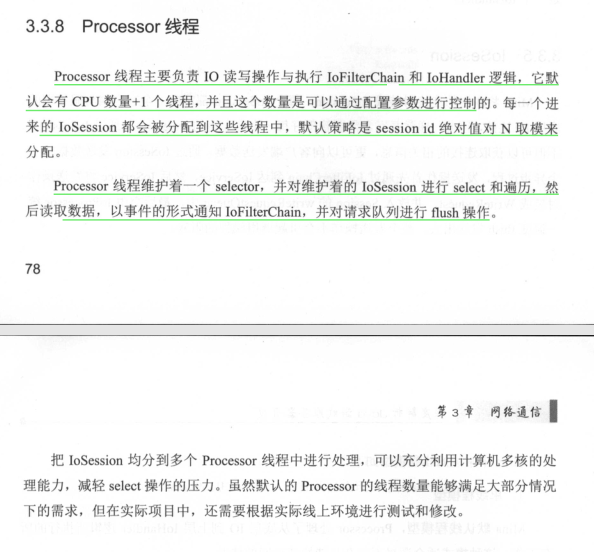 3.3.8 Processor 线程
Processor 线程主要负责 IO 读写操作与执行 IoFilterChain 和 IoHandler 逻辑，它默
认会有 CPU 数量+1 个线程，并且这个数量是可以通过配置参数进行控制的。每一个进
来的 IoSession 都会被分配到这些线程中，默认策略是 session id 绝对值对 N 取模来
分配。
Processor 线程维护着一个 selector，并对维护着的 IoSession 进行 select 和遍历，然
后读取数据，以事件的形式通知 IoFilterChain，并对请求队列进行 flush 操作。
78
第 3 章 网络通信
把 IoSession 均分到多个 Processor 线程中进行处理，可以充分利用计算机多核的处
理能力，减轻 select 操作的压力。虽然默认的 Processor 的线程数量能够满足大部分情况
下的需求，但在实际项目中，还需要根据实际线上环境进行测试和修改。